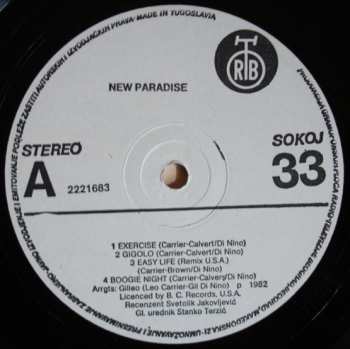 PROIZVODJAČKIH PRAVA · MADE IN YUGOSLAVIA
RTB
NEW PARADISE
STEREO
SOKOJ
A
2221683
33
1 EXERCISE (Carrier-Calvert/Di Nino)
2 GIGOLO (Carrier-Calvert/Di Nino)
3 EASY LIFE (Remix U.S.A.)
(Carrier-Brown/Di Nino)
4 BOOGIE NIGHT (Carrier-Calvery/Di Nino)
Arrgts: Gilleo (Leo Carrier-Gil Di Nino) p 1982
Licenced by B. C. Records, U.S.A.
Recenzent Svetolik Jakovljević
Gl. urednik Stanko Terzić